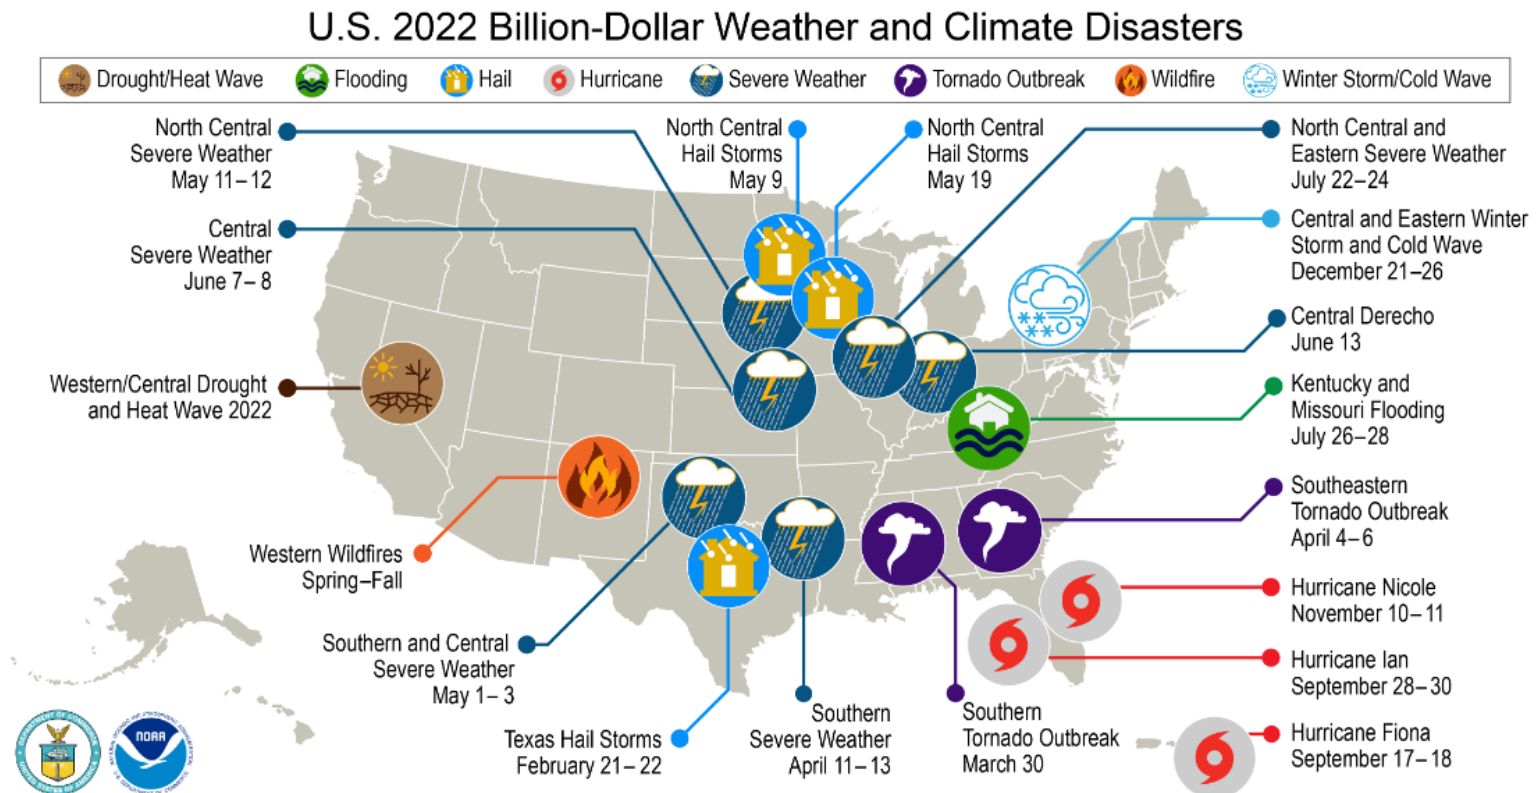 U.S. 2022 Billion-Dollar Weather and Climate Disasters
Drought/Heat Wave Flooding Hail Hurricane Severe Weather Tornado Outbreak Wildfire Winter Storm/Cold Wave
North Central
Severe Weather
May 11–12
North Central
Hail Storms
May 9
North Central
Hail Storms
May 19
North Central and
Eastern Severe Weather
July 22–24
Central
Severe Weather
June 7–8
Central and Eastern Winter
Storm and Cold Wave
December 21–26
Central Derecho
June 13
Western/Central Drought
and Heat Wave 2022
Kentucky and
Missouri Flooding
July 26–28
Southeastern
Tornado Outbreak
April 4–6
Western Wildfires
Spring–Fall
Hurricane Nicole
November 10–11
Southern and Central
Severe Weather
May 1–3
Hurricane Ian
September 28–30
Texas Hail Storms
February 21–22
Southern
Severe Weather
April 11–13
Southern
Tornado Outbreak
March 30
Hurricane Fiona
September 17–18
DEPARTMENT OF COMMERCE
UNITED STATES OF AMERICA
NOAA